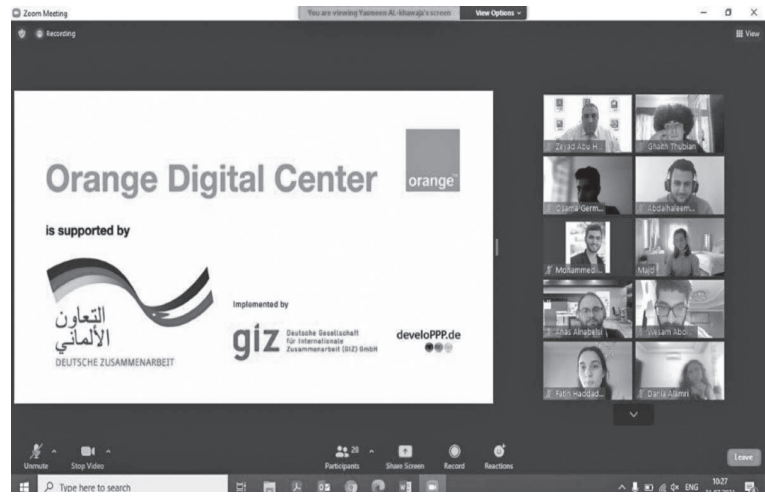 Zoom Meeting
You are viewing Yasmeen AL-khawaja's screen
View Options
Recording
View
Orange Digital Center
orange
is supported by
التعاون
الألماني
DEUTSCHE ZUSAMMENARBEIT
Implemented by
giz
Deutsche Gesellschaft
für Internationale
Zusammenarbeit (GIZ) GmbH
develoPPP.de
Zeyad Abu H...
Ghaith Thubian
Osama Germ...
Abdalhaleem...
Mohammed ...
Majd
Anas Alnabelsi
Wesam Abd...
Fatin Haddad...
Dania Alamri
Unmute
Stop Video
20
Participants
Share Screen
Record
Reactions
Leave
Type here to search
ENG
10:27